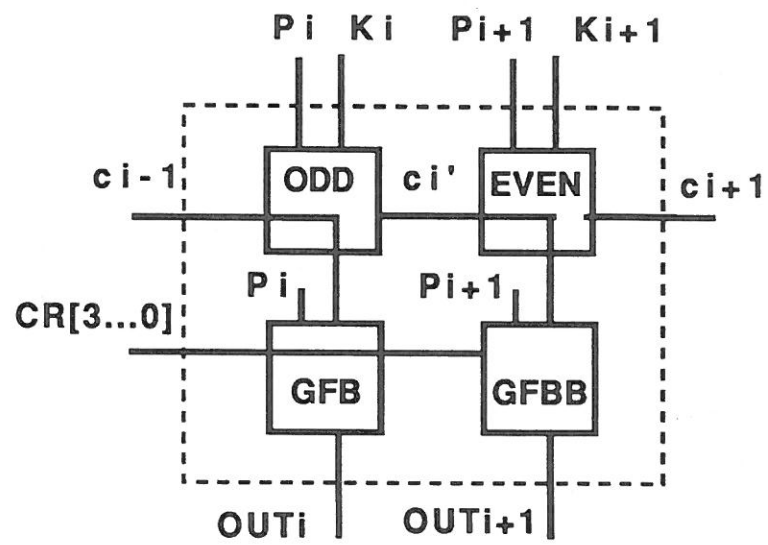 Pi Ki Pi+1 Ki+1
ci-1 ODD ci' EVEN ci+1
Pi Pi+1
CR[3...0]
GFB GFBB
OUTi OUTi+1